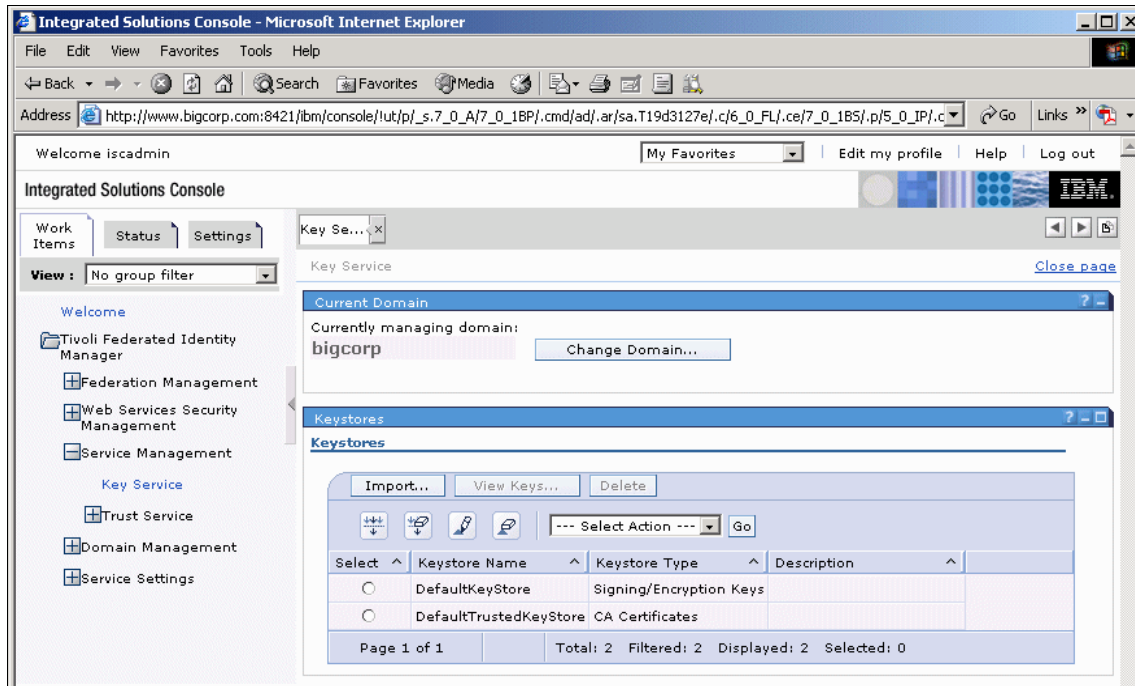 Integrated Solutions Console - Microsoft Internet Explorer
File Edit View Favorites Tools Help
Back Search Favorites Media
Address http://www.bigcorp.com:8421/ibm/console/!ut/p/_s.7_0_A/7_0_1BP/.cmd/ad/.ar/sa.T19d3127e/.c/6_0_FL/.ce/7_0_1B5/.p/5_0_IP/.c Go Links »
Welcome iscadmin My Favorites Edit my profile Help Log out
Integrated Solutions Console IBM.
Work Items Status Settings
View : No group filter
Welcome
Tivoli Federated Identity
Manager
Federation Management
Web Services Security
Management
Service Management
Key Service
Trust Service
Domain Management
Service Settings
Key Se...
Key Service Close page
Current Domain ?
Currently managing domain:
bigcorp Change Domain...
Keystores ?
Keystores
Import... View Keys... Delete
--- Select Action --- Go
Select ^ Keystore Name ^ Keystore Type ^ Description ^
DefaultKeyStore Signing/Encryption Keys
DefaultTrustedKeyStore CA Certificates
Page 1 of 1 Total: 2 Filtered: 2 Displayed: 2 Selected: 0